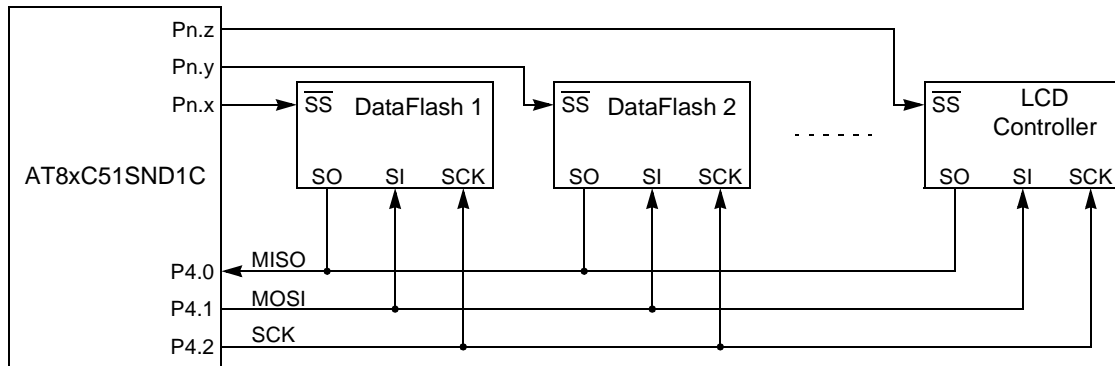 Pn.z
Pn.y
Pn.x
SS DataFlash 1
SS DataFlash 2
SS LCD
Controller
AT8xC51SND1C
SO SI SCK
SO SI SCK
SO SI SCK
P4.0 MISO
P4.1 MOSI
P4.2 SCK